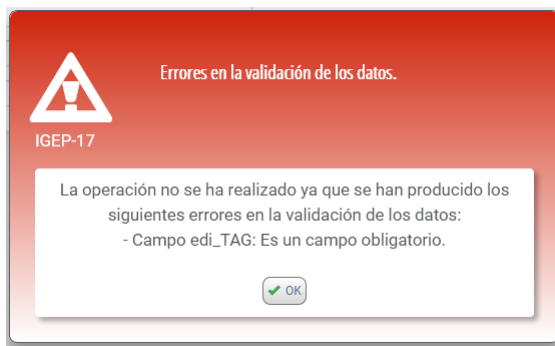 Errores en la validación de los datos.
IGEP-17
La operación no se ha realizado ya que se han producido los
siguientes errores en la validación de los datos:
- Campo edi_TAG: Es un campo obligatorio.
OK